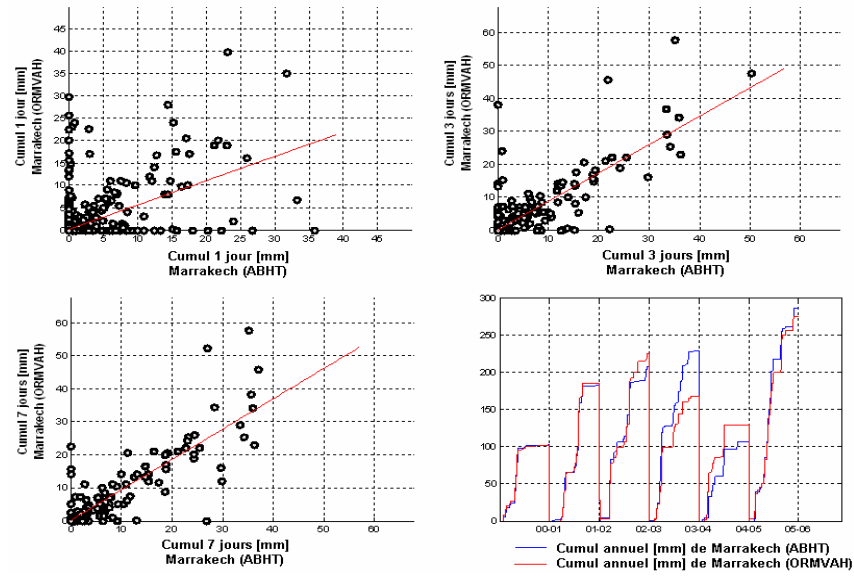 45
40
35
30
25
20
15
10
5
0
Cumul 1 jour [mm]
Marrakech (ORMVAH)
0 5 10 15 20 25 30 35 40 45
Cumul 1 jour [mm]
Marrakech (ABHT)
60
50
40
30
20
10
0
Cumul 3 jours [mm]
Marrakech (ORMVAH)
0 10 20 30 40 50 60
Cumul 3 jours [mm]
Marrakech (ABHT)
60
50
40
30
20
10
0
Cumul 7 jours [mm]
Marrakech (ORMVAH)
0 10 20 30 40 50 60
Cumul 7 jours [mm]
Marrakech (ABHT)
300
250
200
150
100
50
0
00-01 01-02 02-03 03-04 04-05 05-06
Cumul annuel [mm] de Marrakech (ABHT)
Cumul annuel [mm] de Marrakech (ORMVAH)